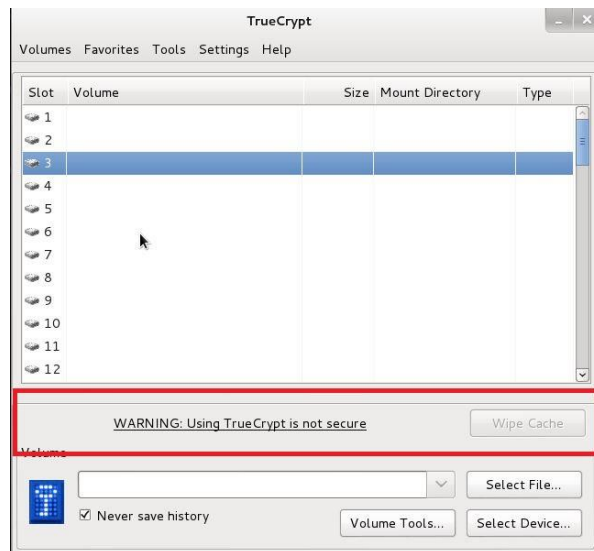 TrueCrypt
Volumes Favorites Tools Settings Help
Slot Volume Size Mount Directory Type
1
2
3
4
5
6
7
8
9
10
11
12
WARNING: Using TrueCrypt is not secure Wipe Cache
Volume
Select File...
Never save history Volume Tools... Select Device...